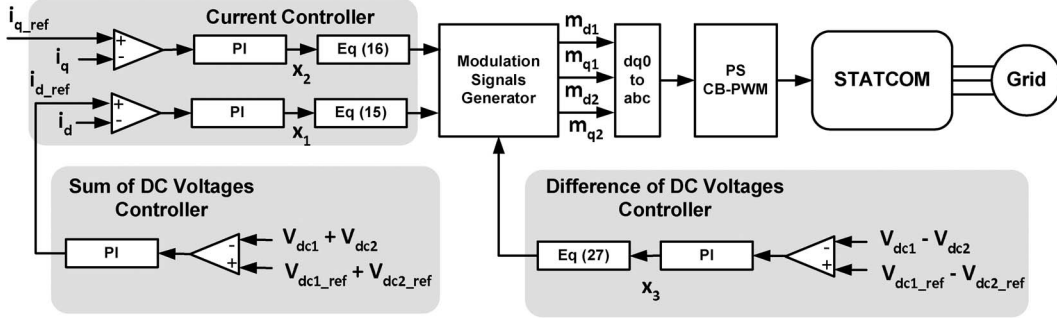 Current Controller
i_q_ref
+
-
i_q
PI
x_2
Eq (16)
i_d_ref
+
-
i_d
PI
x_1
Eq (15)
Modulation
Signals
Generator
m_d1
m_q1
m_d2
m_q2
dq0
to
abc
PS
CB-PWM
STATCOM
Grid
Sum of DC Voltages
Controller
PI
-
+
V_dc1 + V_dc2
V_dc1_ref + V_dc2_ref
Difference of DC Voltages
Controller
Eq (27)
x_3
PI
-
+
V_dc1 - V_dc2
V_dc1_ref - V_dc2_ref